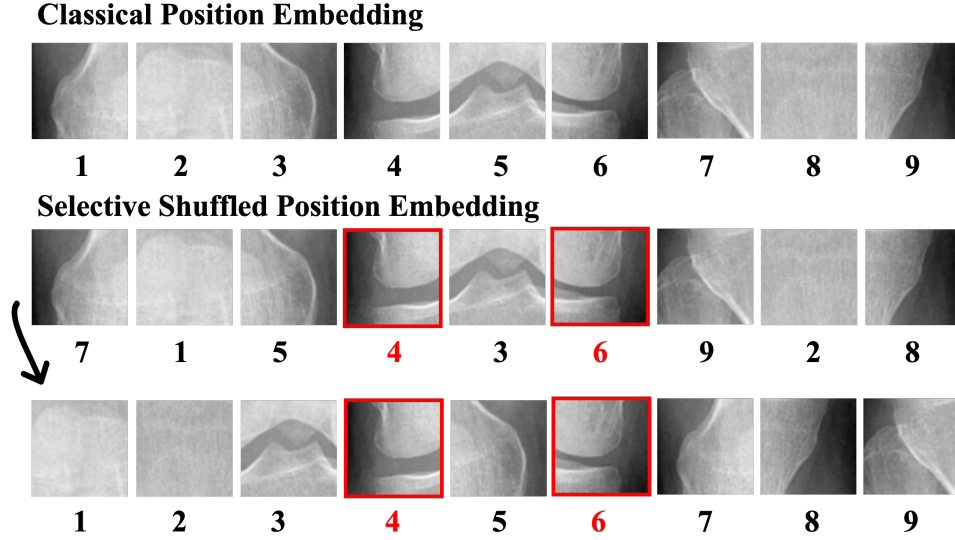 Classical Position Embedding
1 2 3 4 5 6 7 8 9
Selective Shuffled Position Embedding
7 1 5 4 3 6 9 2 8
1 2 3 4 5 6 7 8 9